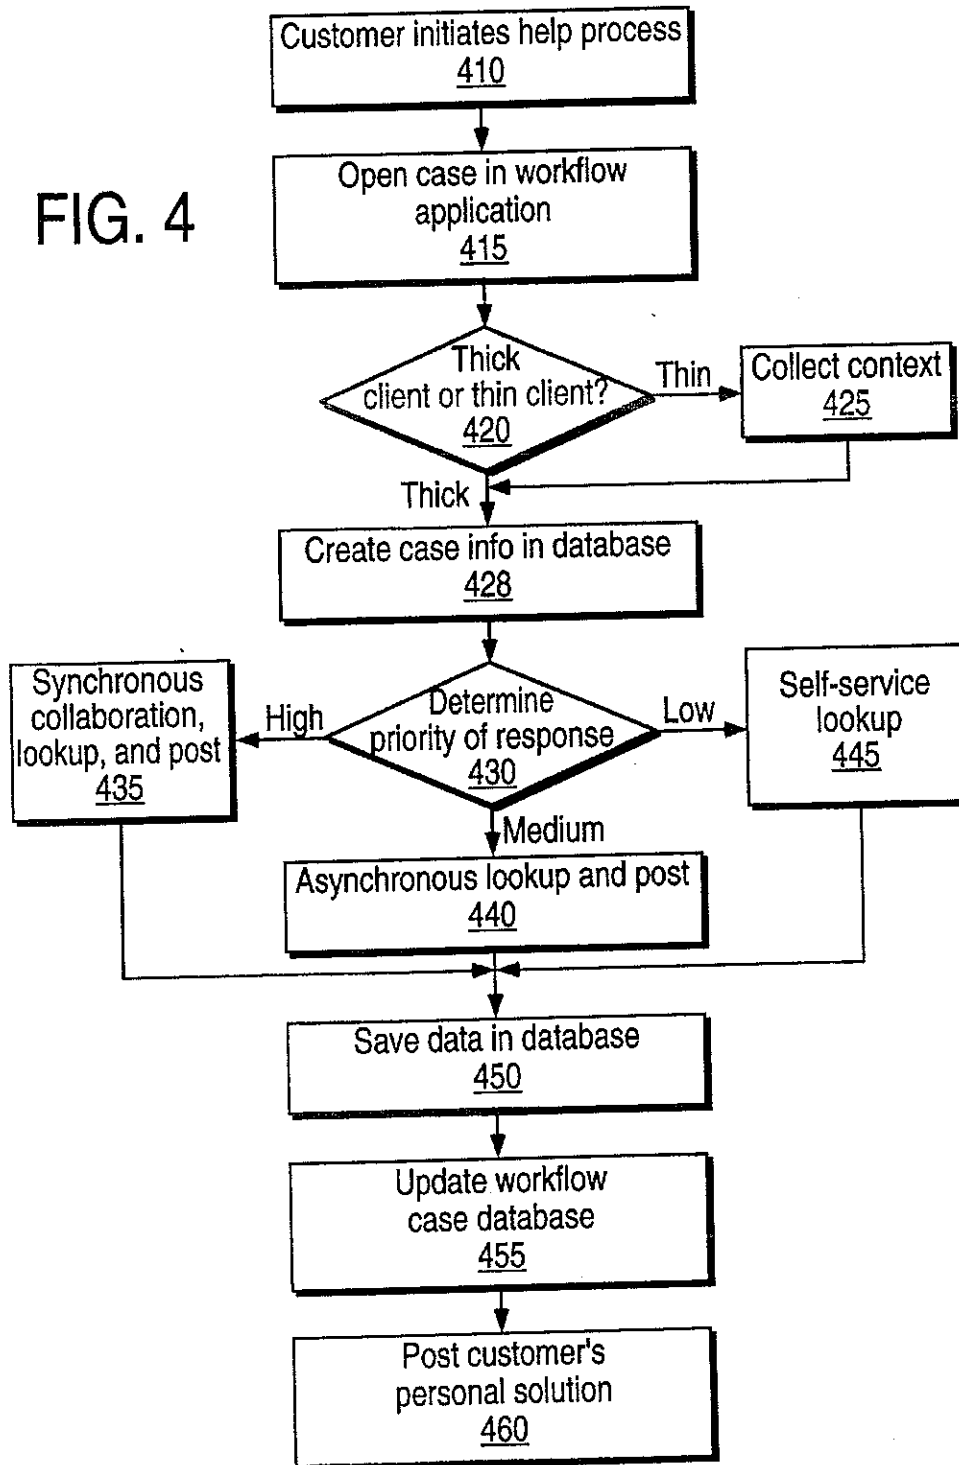 Customer initiates help process
410
FIG. 4
Open case in workflow
application
415
Thick
client or thin client?
420
Thin
Collect context
425
Thick
Create case info in database
428
Synchronous
collaboration,
lookup, and post
435
High
Determine
priority of response
430
Low
Self-service
lookup
445
Medium
Asynchronous lookup and post
440
Save data in database
450
Update workflow
case database
455
Post customer's
personal solution
460